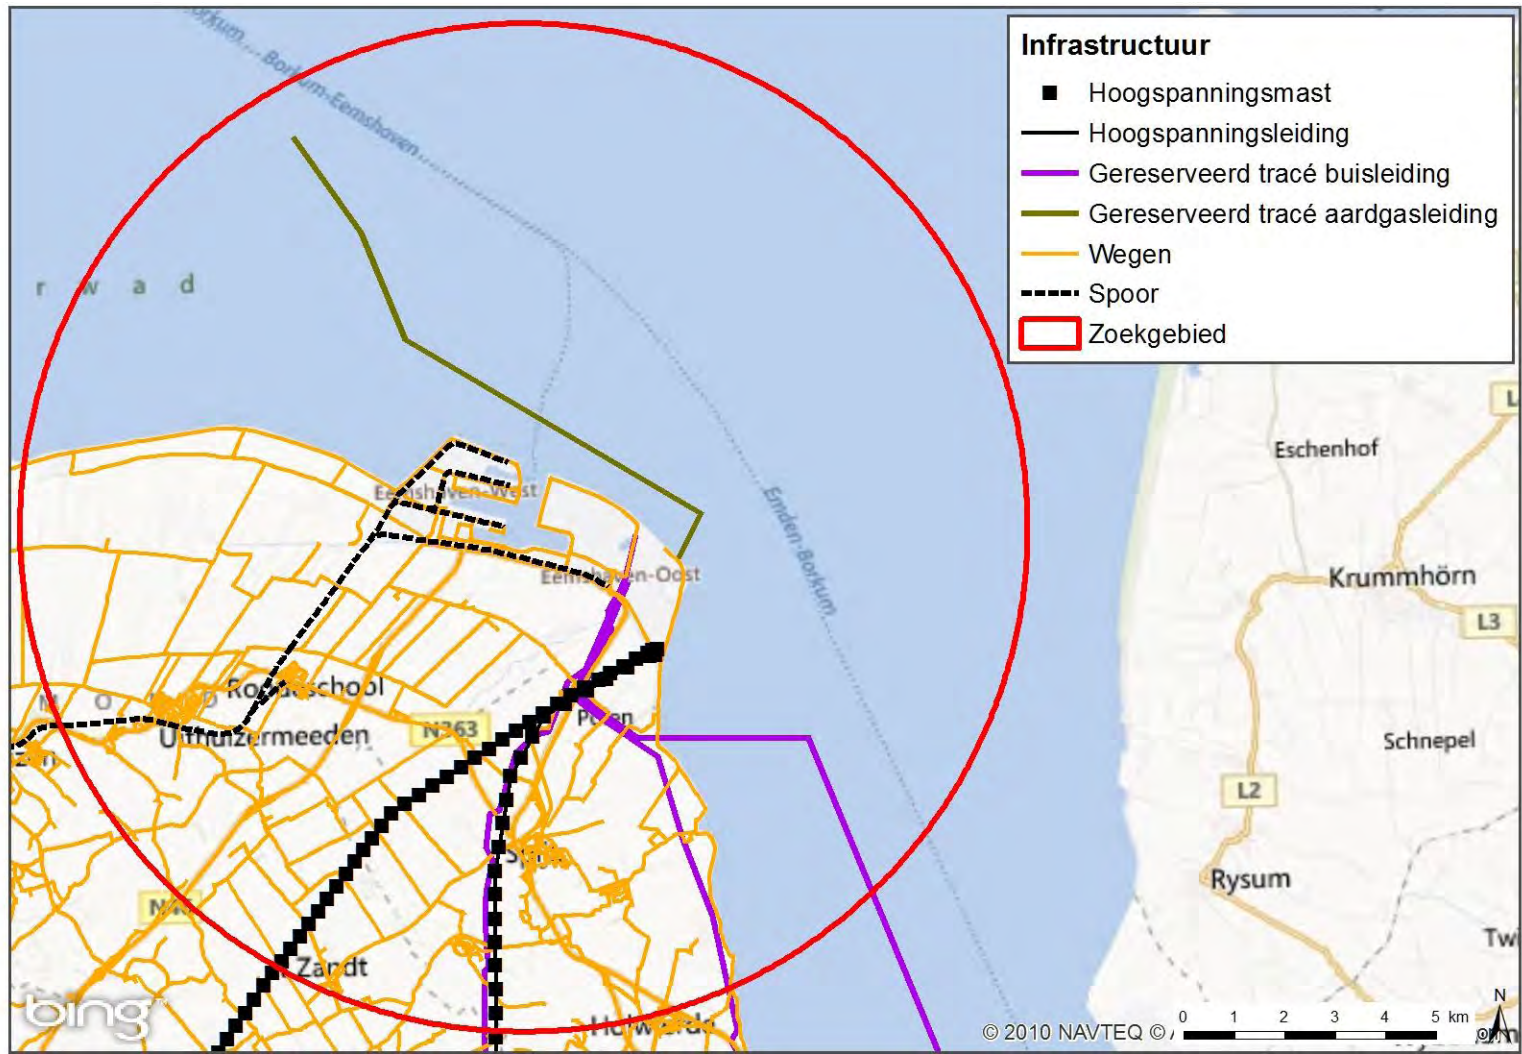 Borkum-Eemshaven
Infrastructuur
Hoogspanningsmast
Hoogspanningsleiding
Gereserveerd tracé buisleiding
Gereserveerd tracé aardgasleiding
Wegen
Spoor
Zoekgebied
r w a d
Eschenhof
Eemshaven-West
Emden-Borkum
Eemshaven-Oost
Krummhörn
L3
Roodeschool
Uithuizermeeden
N363
Schnepel
L2
Rysum
Zandt
bing
© 2010 NAVTEQ ©
0 1 2 3 4 5 km
N